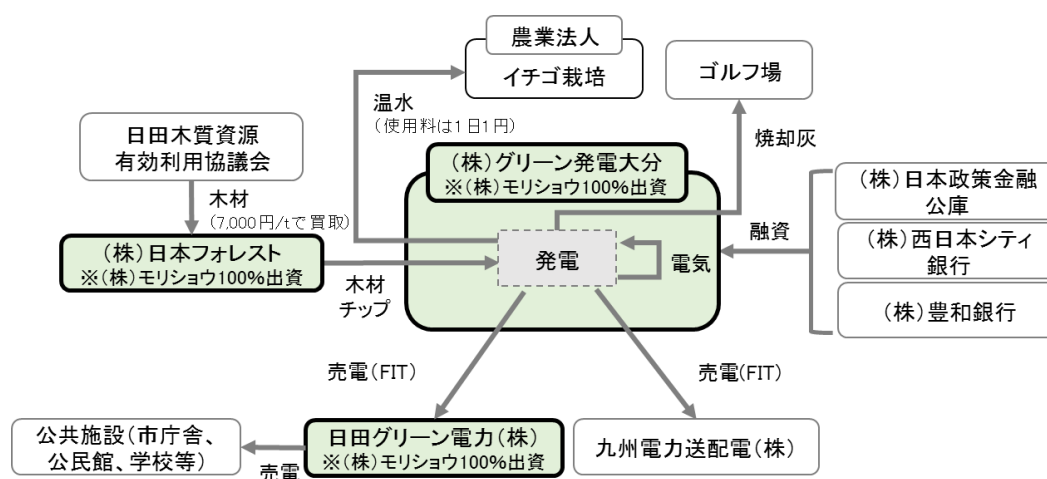 農業法人
イチゴ栽培
ゴルフ場
温水
（使用料は1日1円）
焼却灰
日田木質資源
有効利用協議会
木材
（7,000円/tで買取）
（株）グリーン発電大分
※（株）モリショウ100％出資
（株）日本政策金融
公庫
（株）西日本シティ
銀行
（株）豊和銀行
融資
（株）日本フォレスト
※（株）モリショウ100％出資
木材
チップ
発電
電気
売電（FIT）
売電（FIT）
公共施設（市庁舎、
公民館、学校等）
売電
日田グリーン電力（株）
※（株）モリショウ100％出資
九州電力送配電（株）